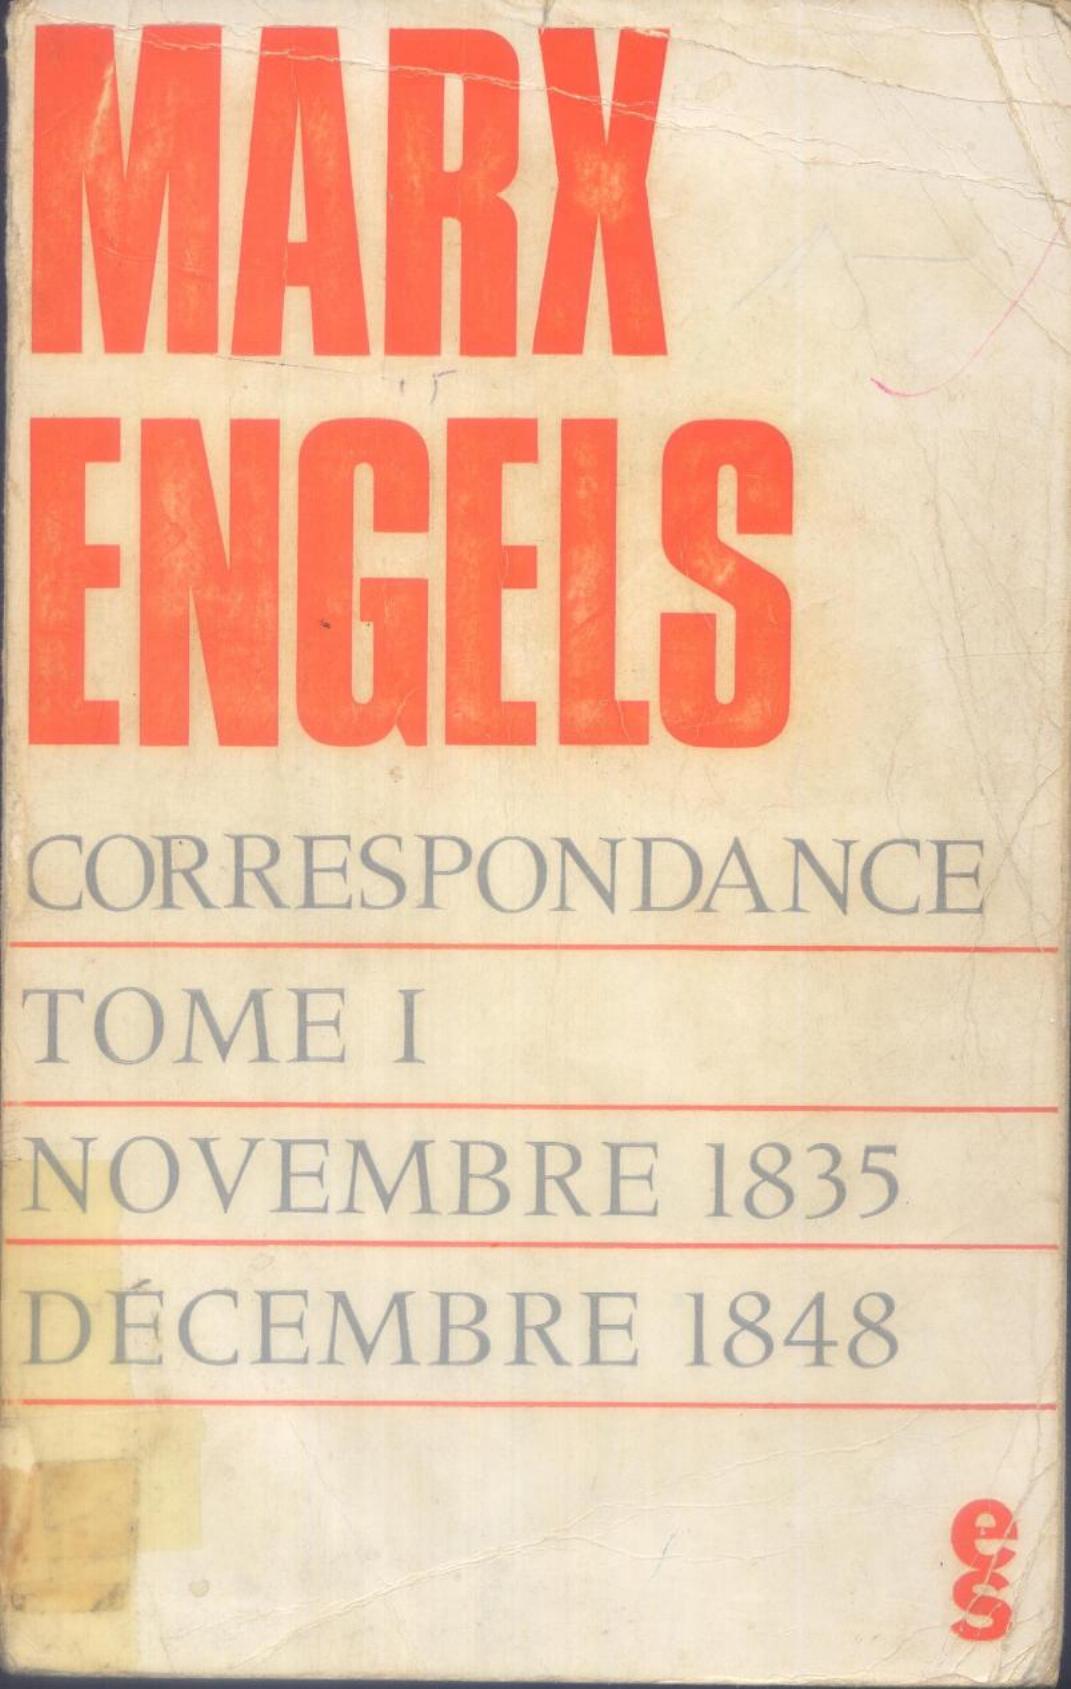 MARX
ENGELS
CORRESPONDANCE
TOME I
NOVEMBRE 1835
DÉCEMBRE 1848
es